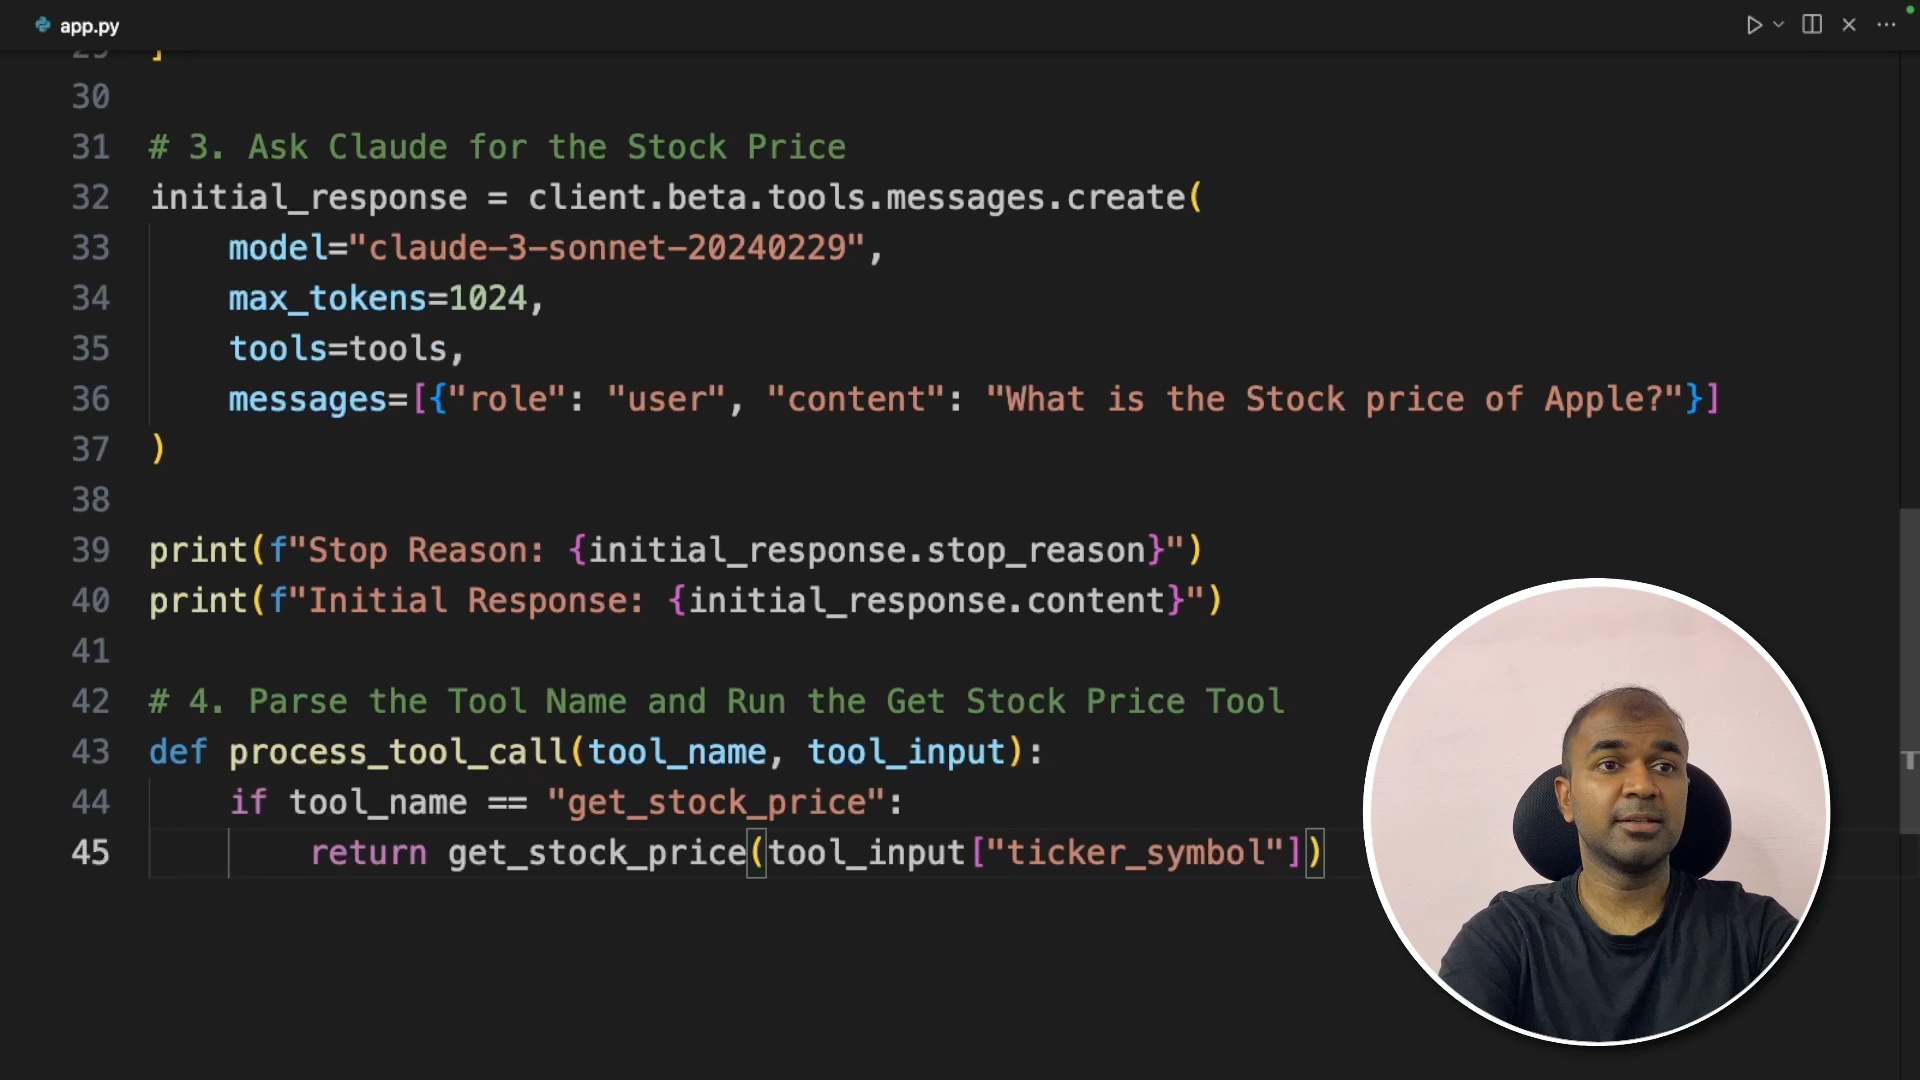 app.py
29 ]
30
31 # 3. Ask Claude for the Stock Price
32 initial_response = client.beta.tools.messages.create(
33     model="claude-3-sonnet-20240229",
34     max_tokens=1024,
35     tools=tools,
36     messages=[{"role": "user", "content": "What is the Stock price of Apple?"}]
37 )
38
39 print(f"Stop Reason: {initial_response.stop_reason}")
40 print(f"Initial Response: {initial_response.content}")
41
42 # 4. Parse the Tool Name and Run the Get Stock Price Tool
43 def process_tool_call(tool_name, tool_input):
44     if tool_name == "get_stock_price":
45         return get_stock_price(tool_input["ticker_symbol"])